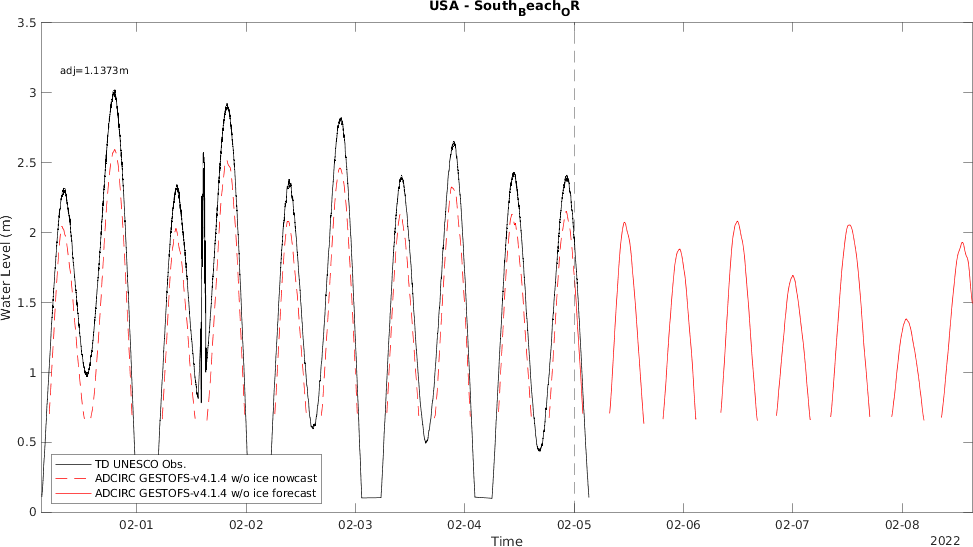 USA - SouthBeachOR
adj=1.1373m
3.5
3
2.5
2
1.5
1
0.5
0
Water Level (m)
TD UNESCO Obs.
ADCIRC GESTOFS-v4.1.4 w/o ice nowcast
ADCIRC GESTOFS-v4.1.4 w/o ice forecast
02-01 02-02 02-03 02-04 02-05 02-06 02-07 02-08
Time
2022